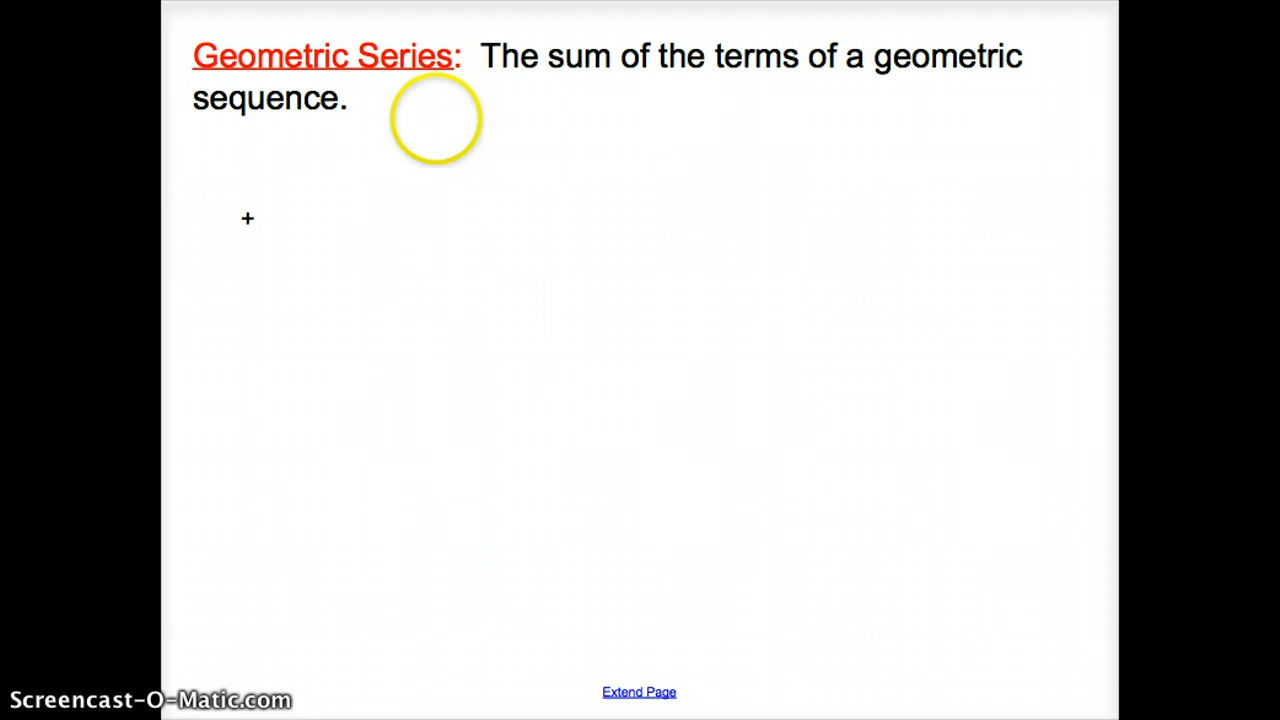 Geometric Series: The sum of the terms of a geometric
sequence.
+
Extend Page
Screencast-O-Matic.com